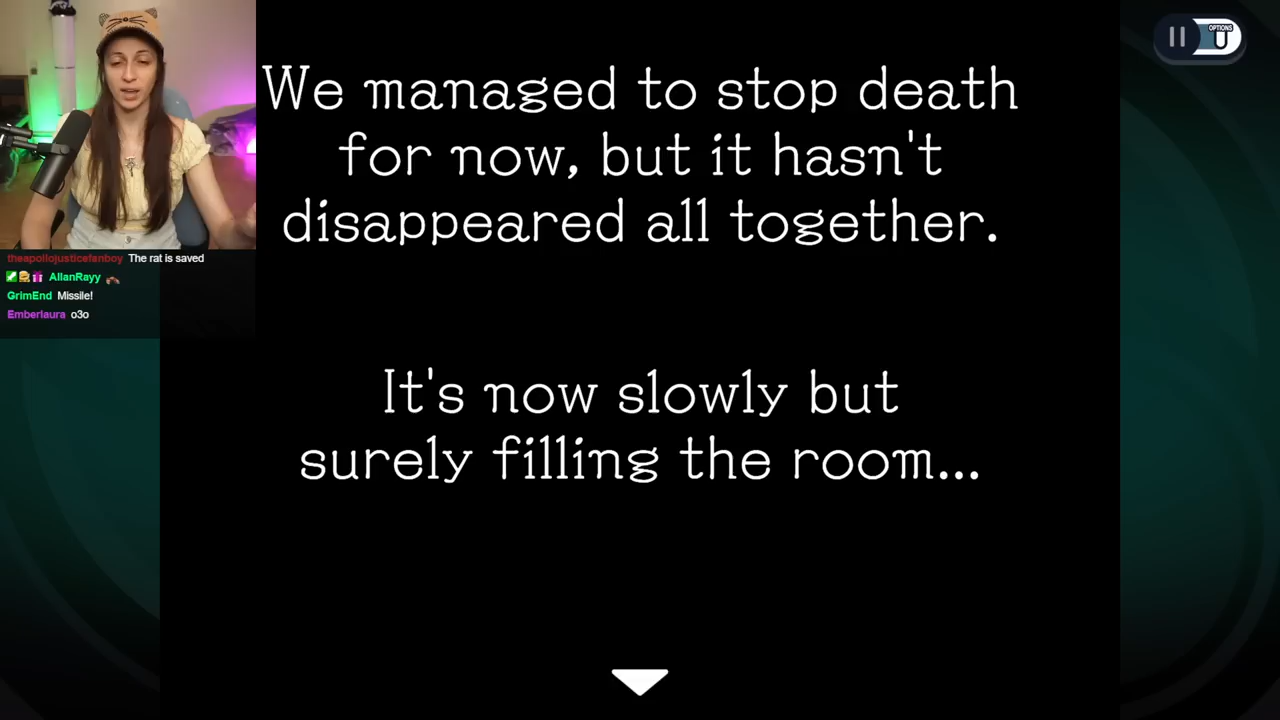 OPTIONS
We managed to stop death
for now, but it hasn't
disappeared all together.
theapollojusticefanboy The rat is saved
AllanRayy
GrimEnd Missile!
Emberlaura o3o
It's now slowly but
surely filling the room...